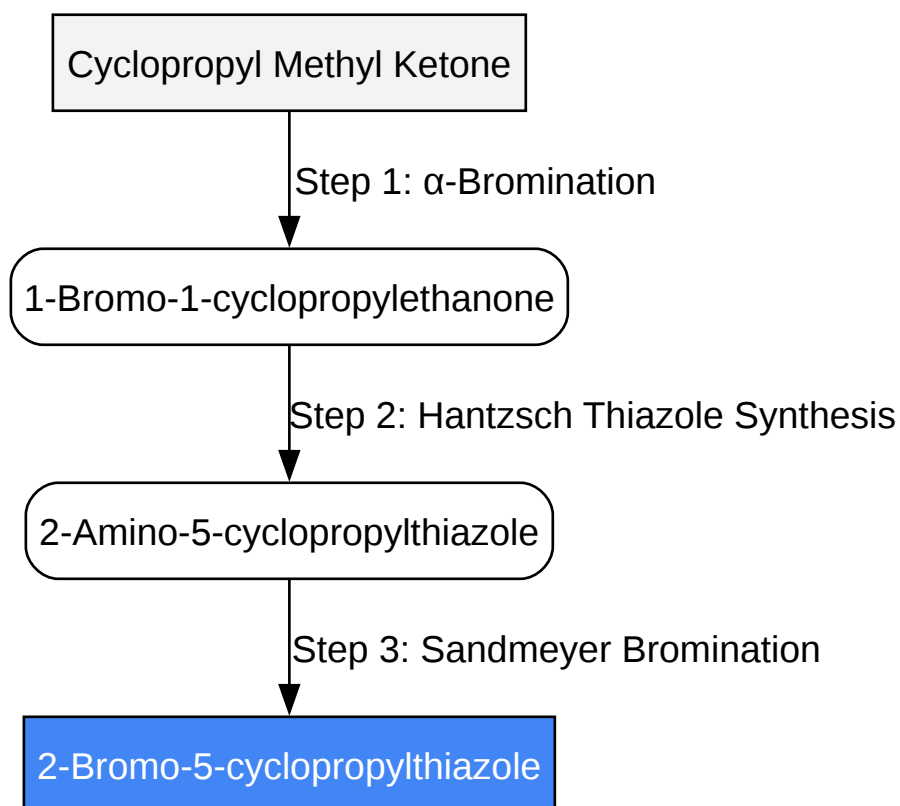 Cyclopropyl Methyl Ketone
Step 1: α-Bromination
1-Bromo-1-cyclopropylethanone
Step 2: Hantzsch Thiazole Synthesis
2-Amino-5-cyclopropylthiazole
Step 3: Sandmeyer Bromination
2-Bromo-5-cyclopropylthiazole